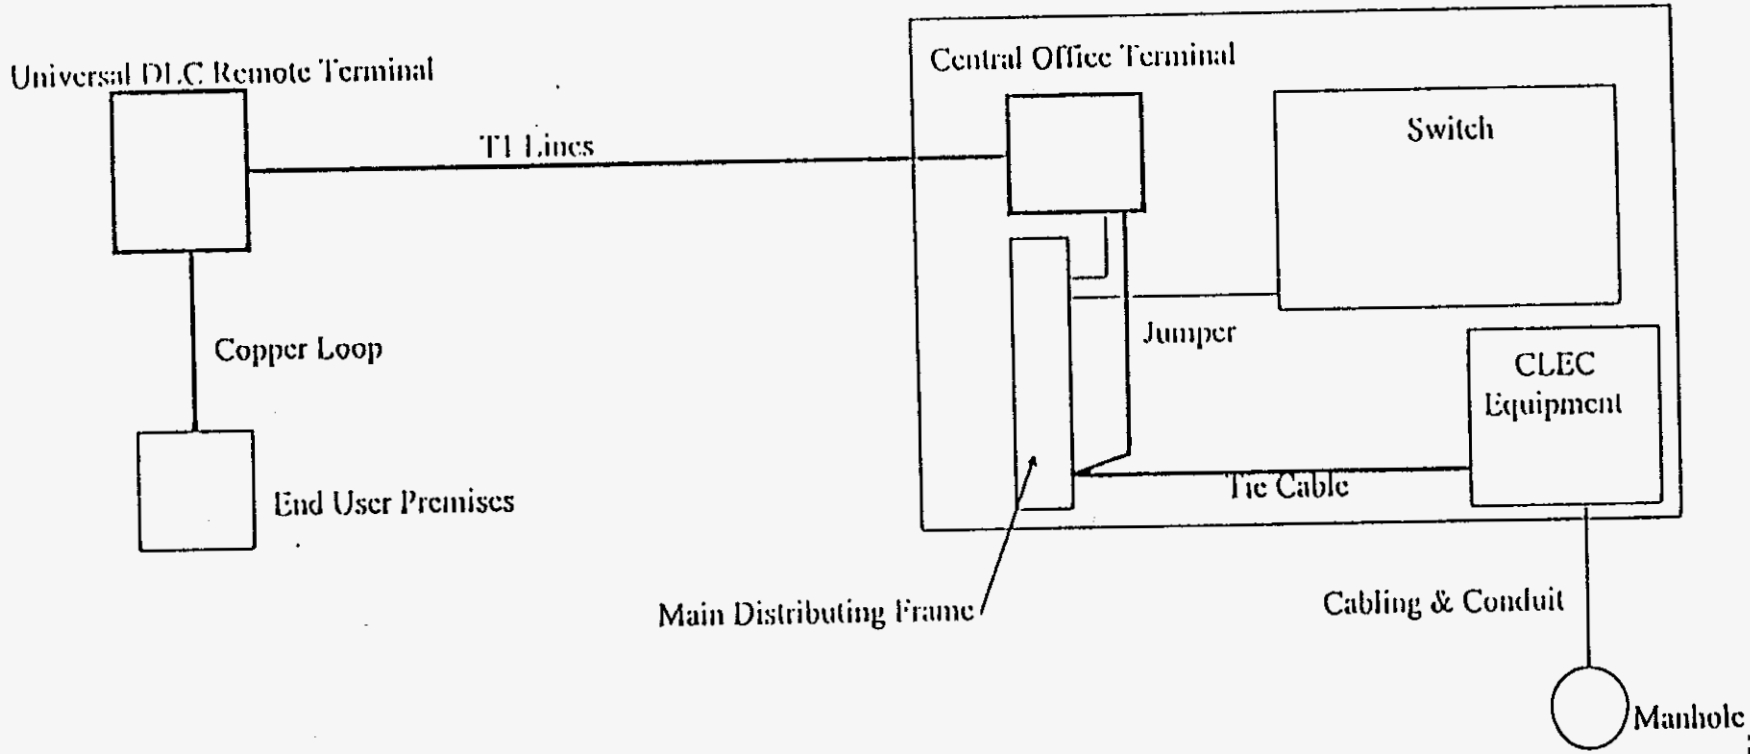 Central Office Terminal
Universal DLC Remote Terminal
Switch
T1 Lines
Jumper
Copper Loop
CLEC
Equipment
Tie Cable
End User Premises
Cabling & Conduit
Main Distributing Frame
Manhole